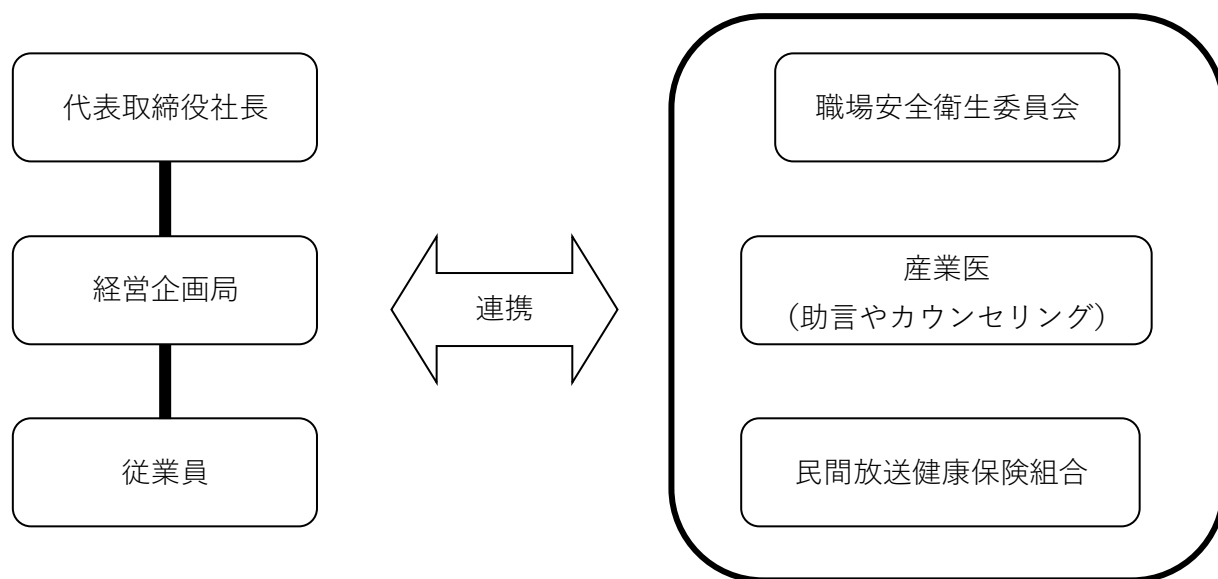 代表取締役社長
経営企画局
従業員
連携
職場安全衛生委員会
産業医
（助言やカウンセリング）
民間放送健康保険組合